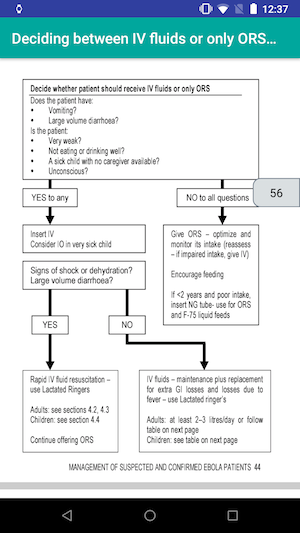 12:37
Deciding between IV fluids or only ORS…
Decide whether patient should receive IV fluids or only ORS
Does the patient have:
• Vomiting?
• Large volume diarrhoea?
Is the patient:
• Very weak?
• Not eating or drinking well?
• A sick child with no caregiver available?
• Unconscious?
YES to any
NO to all questions
56
Insert IV
Consider IO in very sick child
Give ORS – optimize and
monitor its intake (reassess
– if impaired intake, give IV)
Encourage feeding
If <2 years and poor intake,
insert NG tube- use for ORS
and F-75 liquid feeds
Signs of shock or dehydration?
Large volume diarrhoea?
YES
NO
Rapid IV fluid resuscitation –
use Lactated Ringers
Adults: see sections 4.2, 4.3
Children: see section 4.4
Continue offering ORS
IV fluids – maintenance plus replacement
for extra GI losses and losses due to
fever – use Lactated ringer's
Adults: at least 2–3 litres/day or follow
table on next page
Children: see table on next page
MANAGEMENT OF SUSPECTED AND CONFIRMED EBOLA PATIENTS 44